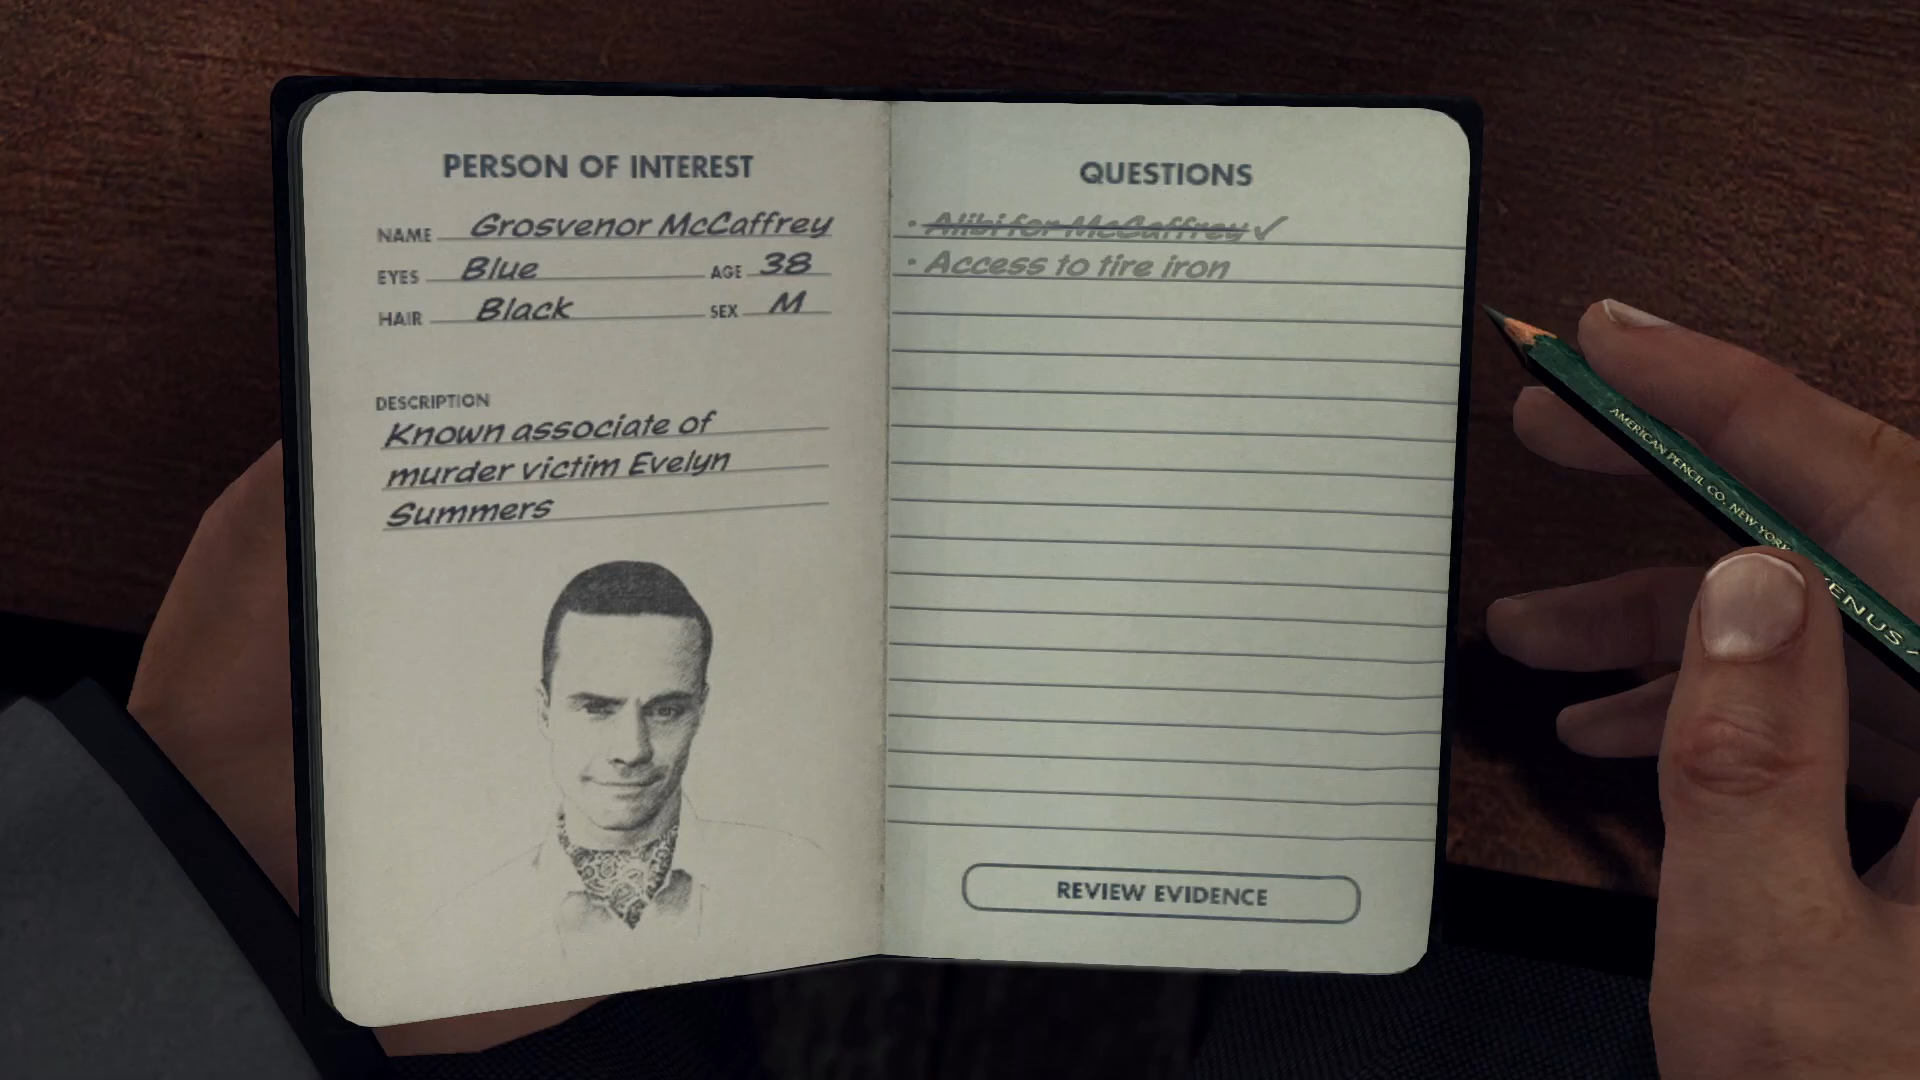 PERSON OF INTEREST
NAME Grosvenor McCaffrey
EYES Blue AGE 38
HAIR Black SEX M
DESCRIPTION
Known associate of
murder victim Evelyn
Summers
QUESTIONS
• Alibi for McCaffrey ✓
• Access to tire iron
REVIEW EVIDENCE
AMERICAN PENCIL CO. NEW YORK
VENUS